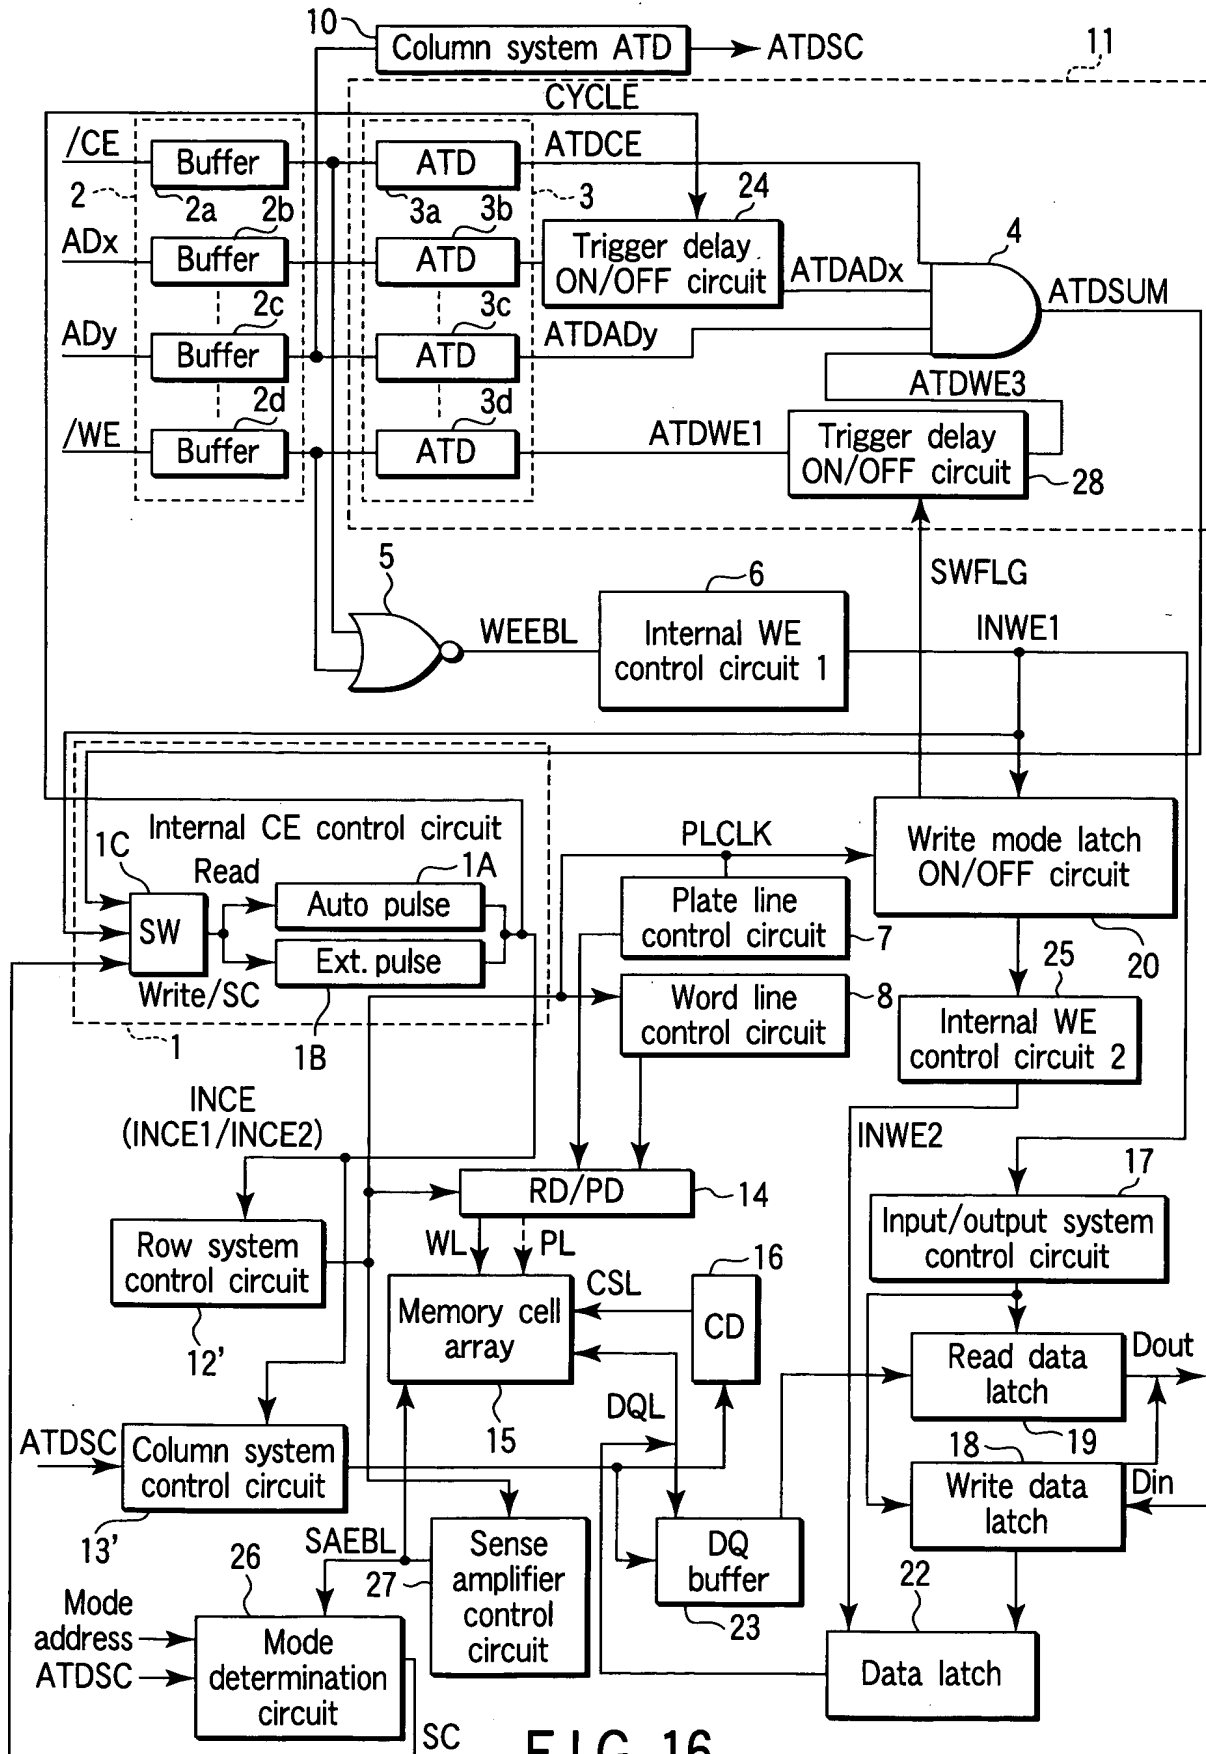 10
Column system ATD
ATDSC
11
CYCLE
/CE
Buffer
ATD
ATDCE
2
2a
3a
3
24
2b
3b
ADx
Buffer
ATD
Trigger delay
ON/OFF circuit
ATDADx
4
ATDSUM
2c
3c
ADy
Buffer
ATD
ATDADy
ATDWE3
2d
3d
/WE
Buffer
ATD
ATDWE1
Trigger delay
ON/OFF circuit
28
5
WEEBL
6
Internal WE
control circuit 1
SWFLG
INWE1
Internal CE control circuit
1C
Read
1A
SW
Auto pulse
Ext. pulse
Write/SC
1
1B
PLCLK
Plate line
control circuit
7
Write mode latch
ON/OFF circuit
20
Word line
control circuit
8
25
Internal WE
control circuit 2
INCE
(INCE1/INCE2)
INWE2
RD/PD
14
17
Input/output system
control circuit
Row system
control circuit
12'
WL
PL
16
CSL
CD
Memory cell
array
15
DQL
Read data
latch
Dout
19
ATDSC
Column system
control circuit
13'
18
Write data
latch
Din
SAEBL
27
Sense
amplifier
control
circuit
DQ
buffer
23
22
Data latch
26
Mode
address
ATDSC
Mode
determination
circuit
SC
FIG. 16